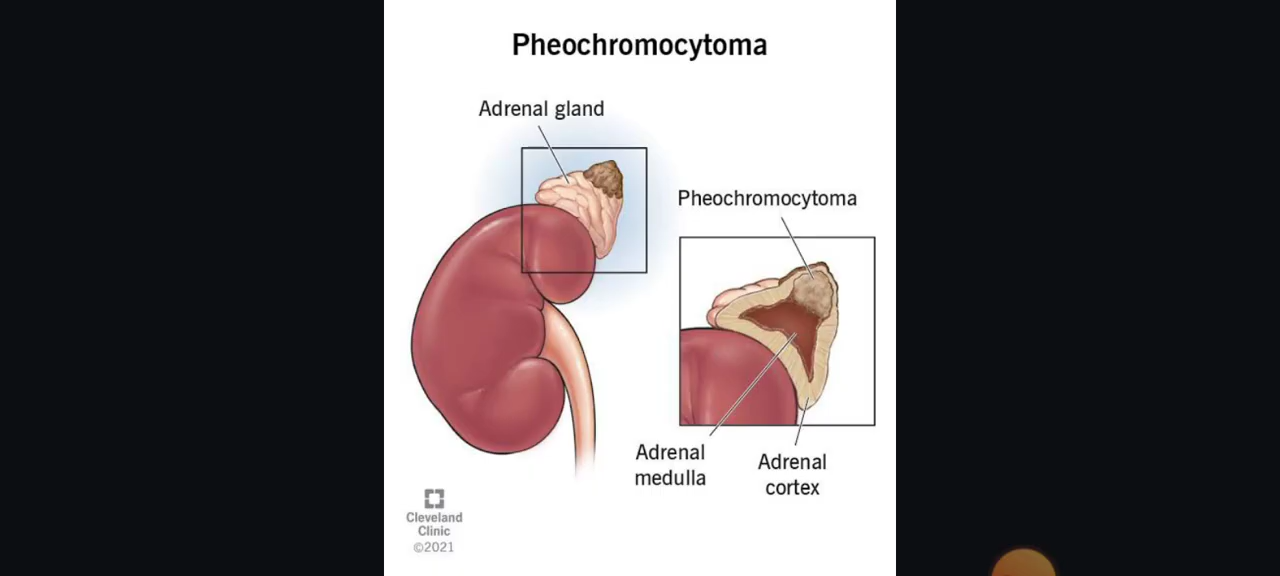 Pheochromocytoma
Adrenal gland
Pheochromocytoma
Adrenal
medulla
Adrenal
cortex
Cleveland
Clinic
©2021